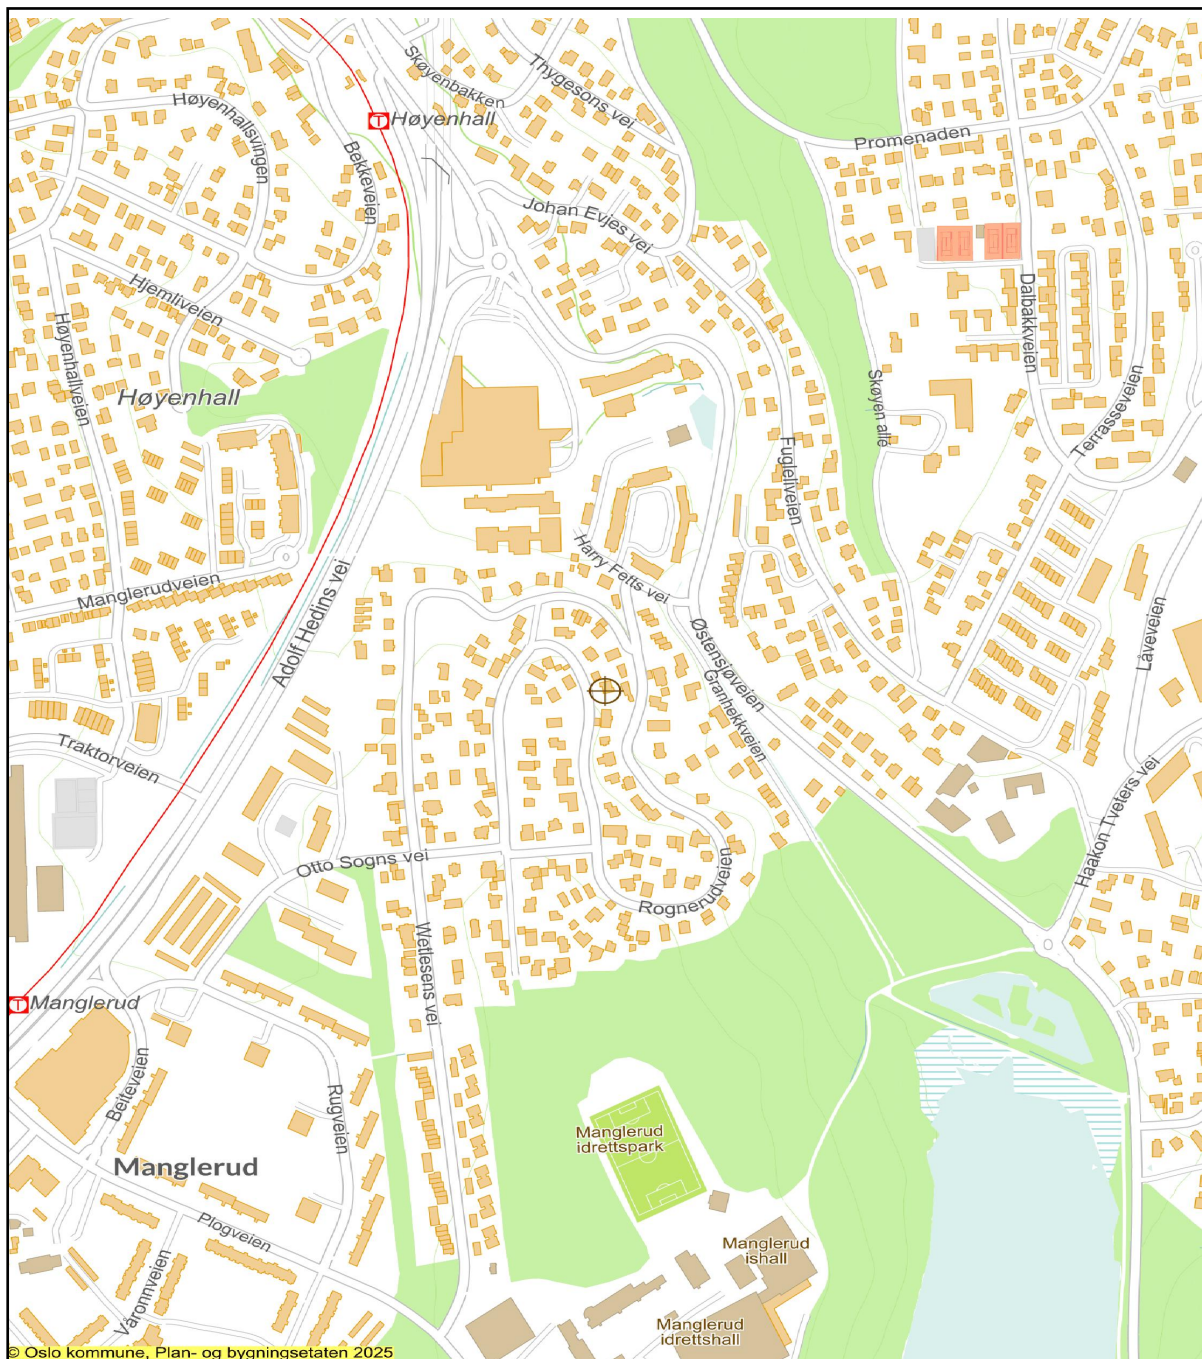 Skøyenbakken
Thygesons vei
Høyenhallsvingen
Høyenhall
Bekkeveien
Promenaden
Johan Evjes vei
Hjemliveien
Høyenhallveien
Dalbakkveien
Høyenhall
Skøyen allé
Terrasseveien
Fugleliveien
Harry Fetts vei
Manglerudveien
Adolf Hedins vei
Østensjøveien
Låveveien
Granhekkveien
Traktorveien
Haakon Tveters vei
Otto Sogns vei
Rognerudveien
Wetlesens vei
Manglerud
Beiteveien
Rugveien
Manglerud
idrettspark
Manglerud
Plogveien
Våronnveien
Manglerud
ishall
Manglerud
idrettshall
© Oslo kommune, Plan- og bygningsetaten 2025